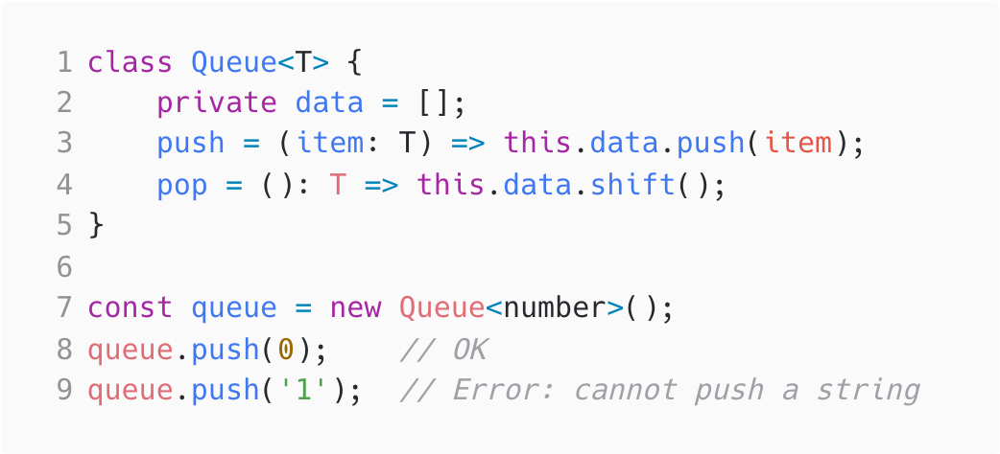 1 class Queue<T> {
2     private data = [];
3     push = (item: T) => this.data.push(item);
4     pop = (): T => this.data.shift();
5 }
6
7 const queue = new Queue<number>();
8 queue.push(0);    // OK
9 queue.push('1');  // Error: cannot push a string